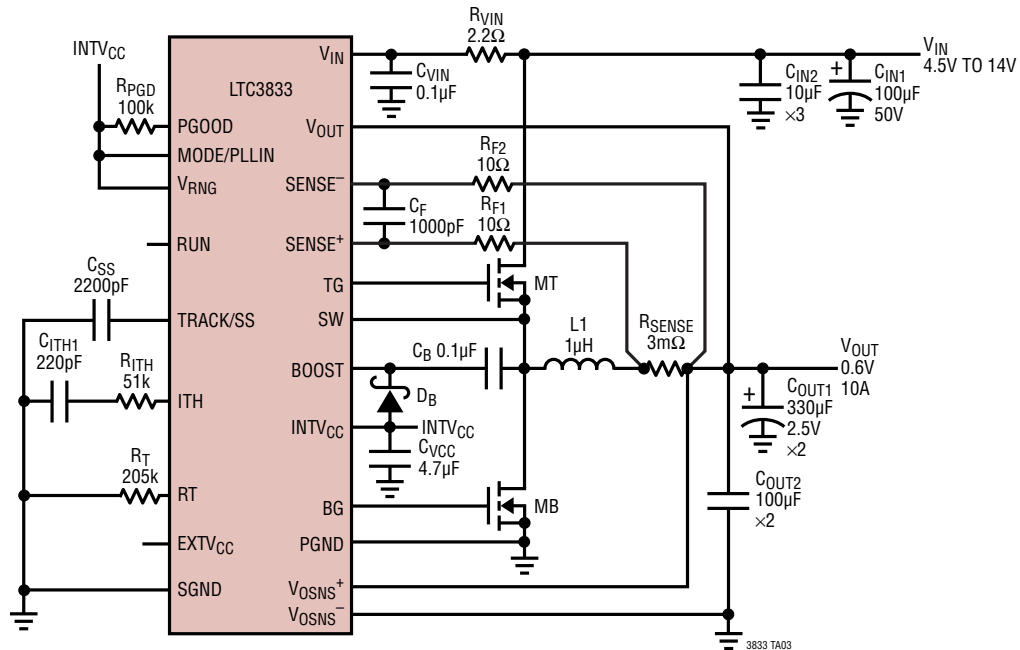 INTVCC
RPGD
100k
LTC3833
PGOOD
MODE/PLLIN
VRNG
RUN
CSS
2200pF
TRACK/SS
CITH1
220pF
RITH
51k
ITH
RT
205k
RT
EXTVCC
SGND
VIN
VOUT
SENSE–
SENSE+
TG
SW
BOOST
INTVCC
BG
PGND
VOSNS+
VOSNS–
RVIN
2.2Ω
CVIN
0.1µF
VIN
4.5V TO 14V
CIN2
10µF
×3
+
CIN1
100µF
50V
RF2
10Ω
CF
1000pF
RF1
10Ω
MT
CB 0.1µF
L1
1µH
RSENSE
3mΩ
VOUT
0.6V
10A
DB
INTVCC
CVCC
4.7µF
+
COUT1
330µF
2.5V
×2
COUT2
100µF
×2
MB
3833 TA03